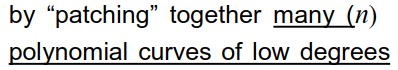 by “patching” together many (n)
polynomial curves of low degrees